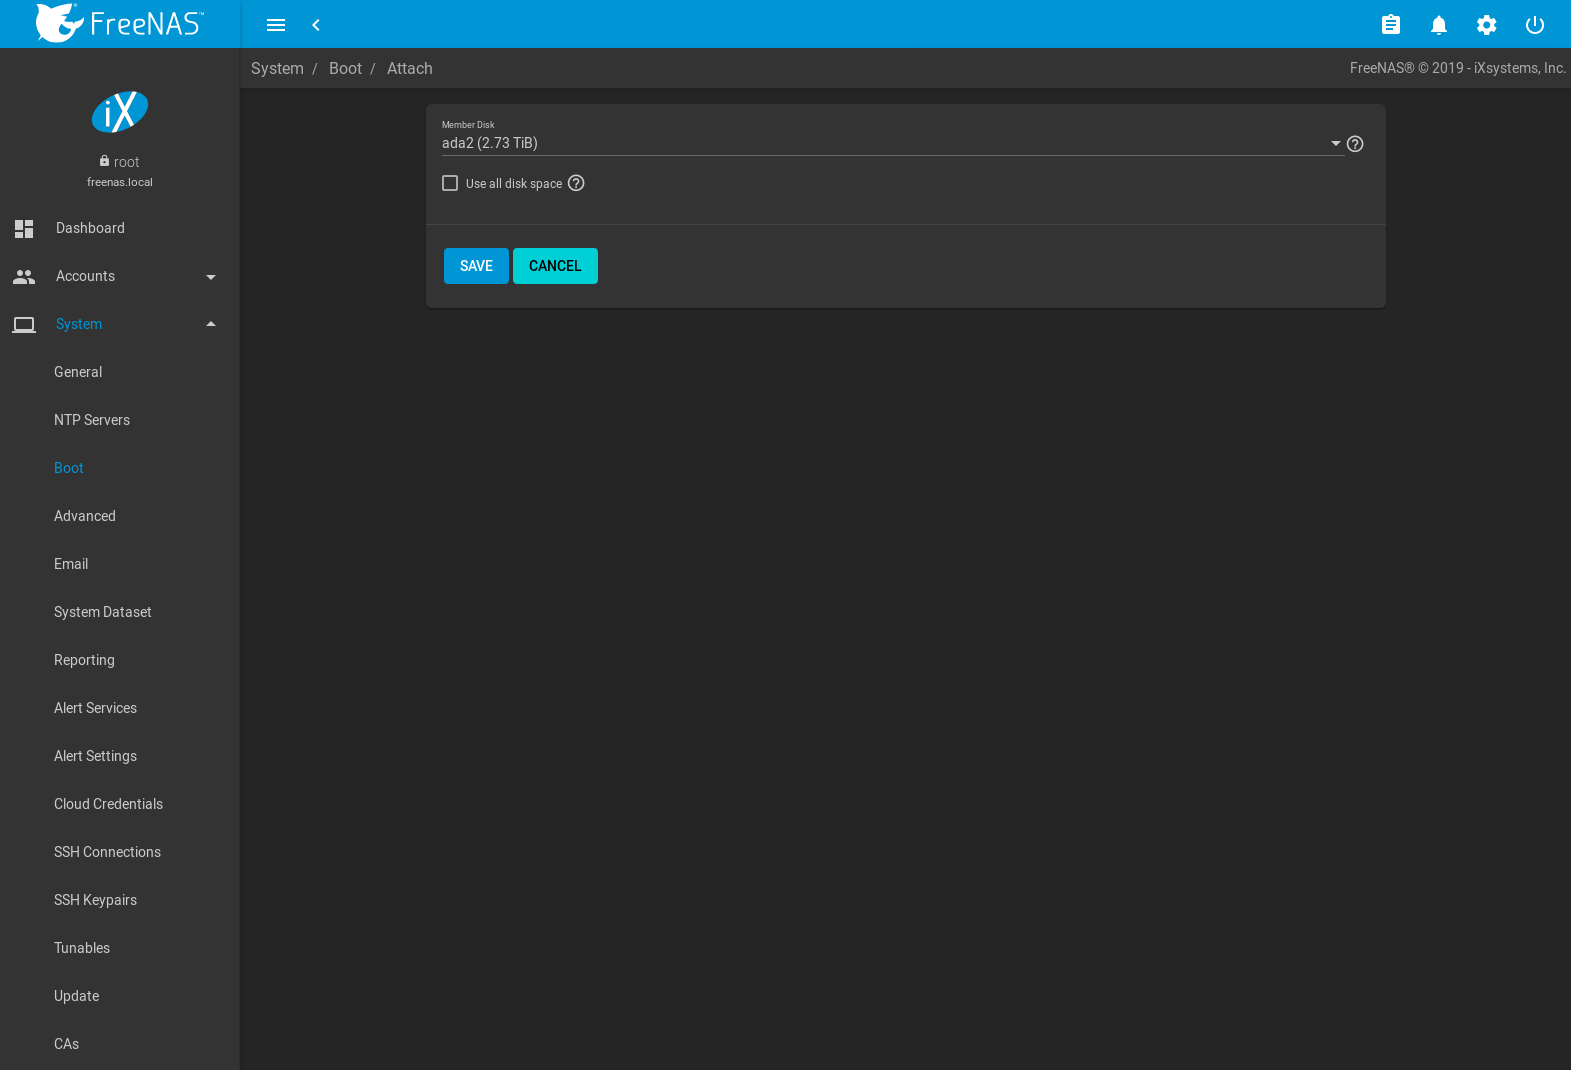 FreeNAS™
System / Boot / Attach
FreeNAS® © 2019 - iXsystems, Inc.
iX
root
freenas.local
Dashboard
Accounts
System
General
NTP Servers
Boot
Advanced
Email
System Dataset
Reporting
Alert Services
Alert Settings
Cloud Credentials
SSH Connections
SSH Keypairs
Tunables
Update
CAs
Member Disk
ada2 (2.73 TiB)
Use all disk space
SAVE CANCEL